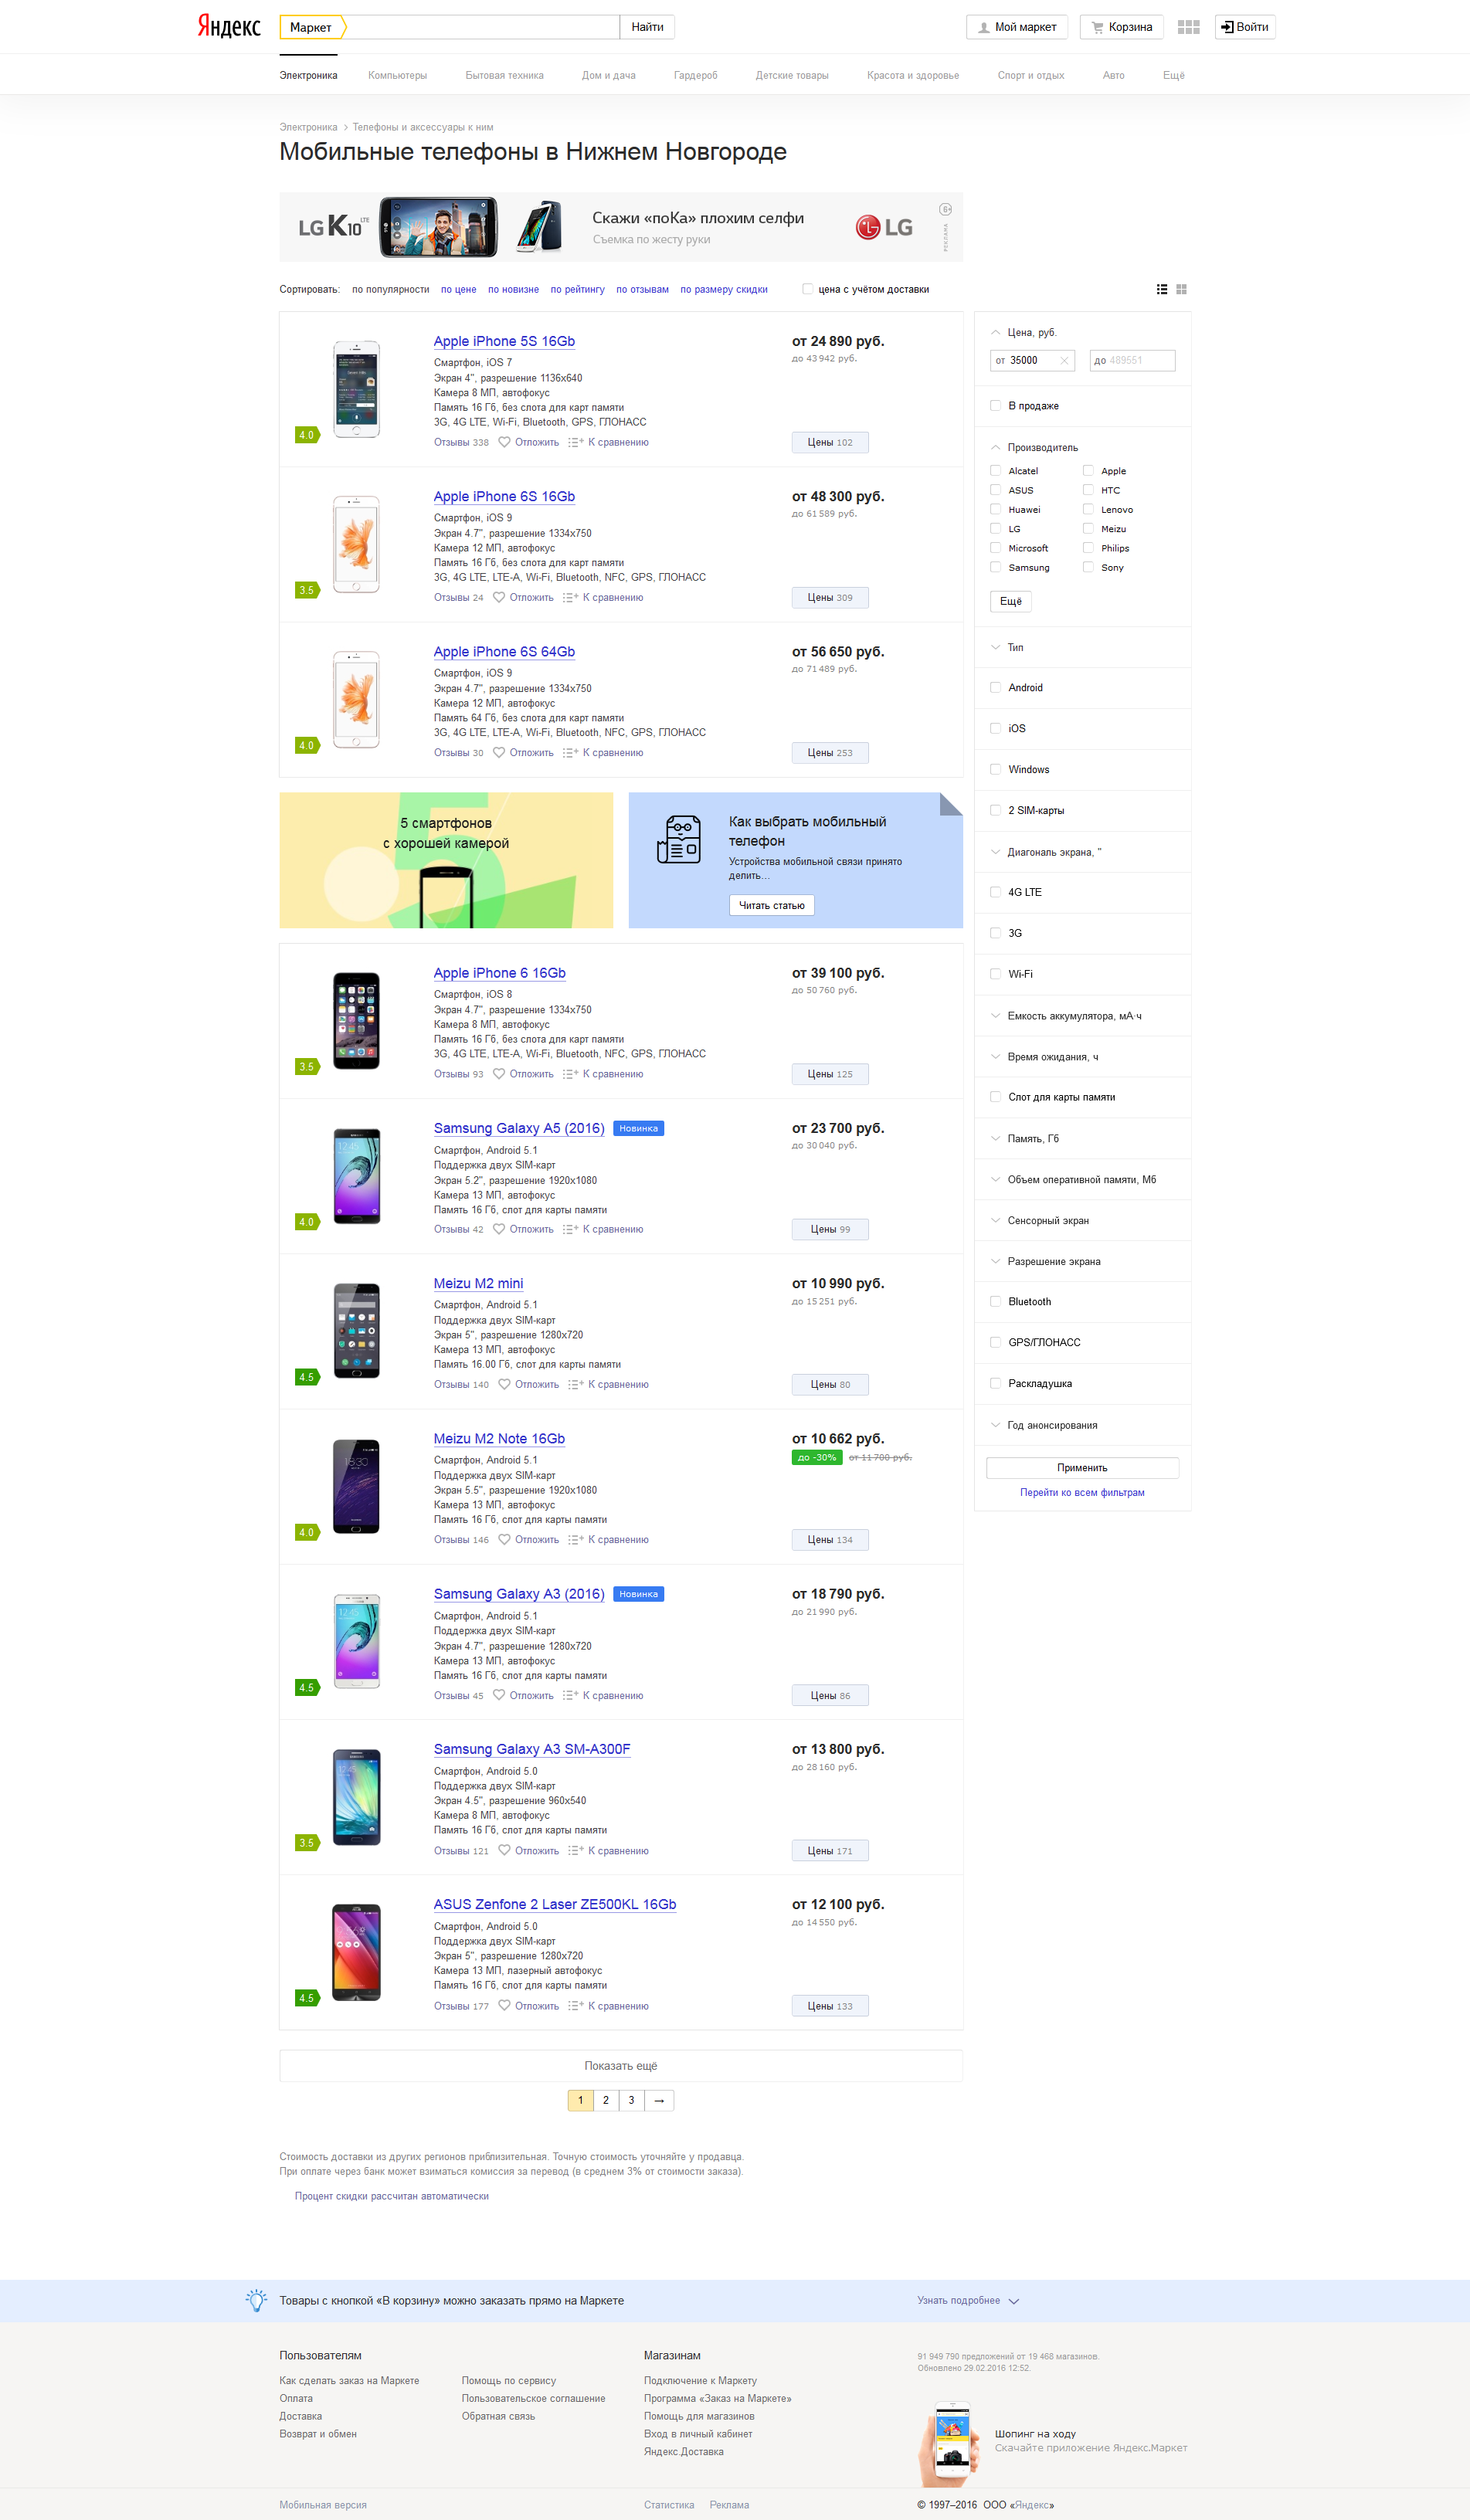 Яндекс
Маркет
Найти
Мой маркет
Корзина
Войти
Электроника
Компьютеры
Бытовая техника
Дом и дача
Гардероб
Детские товары
Красота и здоровье
Спорт и отдых
Авто
Ещё
Электроника > Телефоны и аксессуары к ним
Мобильные телефоны в Нижнем Новгороде
LG K10 LTE
Скажи «поКа» плохим селфи
Съемка по жесту руки
LG
6+
РЕКЛАМА
Сортировать: по популярности по цене по новизне по рейтингу по отзывам по размеру скидки
цена с учётом доставки
Apple iPhone 5S 16Gb
Смартфон, iOS 7
Экран 4", разрешение 1136x640
Камера 8 МП, автофокус
Память 16 Гб, без слота для карт памяти
3G, 4G LTE, Wi-Fi, Bluetooth, GPS, ГЛОНАСС
4.0
Отзывы 338 Отложить К сравнению
от 24 890 руб.
до 43 942 руб.
Цены 102
Apple iPhone 6S 16Gb
Смартфон, iOS 9
Экран 4.7", разрешение 1334x750
Камера 12 МП, автофокус
Память 16 Гб, без слота для карт памяти
3G, 4G LTE, LTE-A, Wi-Fi, Bluetooth, NFC, GPS, ГЛОНАСС
3.5
Отзывы 24 Отложить К сравнению
от 48 300 руб.
до 61 589 руб.
Цены 309
Apple iPhone 6S 64Gb
Смартфон, iOS 9
Экран 4.7", разрешение 1334x750
Камера 12 МП, автофокус
Память 64 Гб, без слота для карт памяти
3G, 4G LTE, LTE-A, Wi-Fi, Bluetooth, NFC, GPS, ГЛОНАСС
4.0
Отзывы 30 Отложить К сравнению
от 56 650 руб.
до 71 489 руб.
Цены 253
5 смартфонов
с хорошей камерой
Как выбрать мобильный
телефон
Устройства мобильной связи принято
делить...
Читать статью
Apple iPhone 6 16Gb
Смартфон, iOS 8
Экран 4.7", разрешение 1334x750
Камера 8 МП, автофокус
Память 16 Гб, без слота для карт памяти
3G, 4G LTE, LTE-A, Wi-Fi, Bluetooth, NFC, GPS, ГЛОНАСС
3.5
Отзывы 93 Отложить К сравнению
от 39 100 руб.
до 50 760 руб.
Цены 125
Samsung Galaxy A5 (2016) Новинка
Смартфон, Android 5.1
Поддержка двух SIM-карт
Экран 5.2", разрешение 1920x1080
Камера 13 МП, автофокус
Память 16 Гб, слот для карты памяти
4.0
Отзывы 42 Отложить К сравнению
от 23 700 руб.
до 30 040 руб.
Цены 99
Meizu M2 mini
Смартфон, Android 5.1
Поддержка двух SIM-карт
Экран 5", разрешение 1280x720
Камера 13 МП, автофокус
Память 16.00 Гб, слот для карты памяти
4.5
Отзывы 140 Отложить К сравнению
от 10 990 руб.
до 15 251 руб.
Цены 80
Meizu M2 Note 16Gb
Смартфон, Android 5.1
Поддержка двух SIM-карт
Экран 5.5", разрешение 1920x1080
Камера 13 МП, автофокус
Память 16 Гб, слот для карты памяти
4.0
Отзывы 146 Отложить К сравнению
от 10 662 руб.
до -30% от 11 700 руб.
Цены 134
Samsung Galaxy A3 (2016) Новинка
Смартфон, Android 5.1
Поддержка двух SIM-карт
Экран 4.7", разрешение 1280x720
Камера 13 МП, автофокус
Память 16 Гб, слот для карты памяти
4.5
Отзывы 45 Отложить К сравнению
от 18 790 руб.
до 21 990 руб.
Цены 86
Samsung Galaxy A3 SM-A300F
Смартфон, Android 5.0
Поддержка двух SIM-карт
Экран 4.5", разрешение 960x540
Камера 8 МП, автофокус
Память 16 Гб, слот для карты памяти
3.5
Отзывы 121 Отложить К сравнению
от 13 800 руб.
до 28 160 руб.
Цены 171
ASUS Zenfone 2 Laser ZE500KL 16Gb
Смартфон, Android 5.0
Поддержка двух SIM-карт
Экран 5", разрешение 1280x720
Камера 13 МП, лазерный автофокус
Память 16 Гб, слот для карты памяти
4.5
Отзывы 177 Отложить К сравнению
от 12 100 руб.
до 14 550 руб.
Цены 133
Цена, руб.
от 35000
до 489551
В продаже
Производитель
Alcatel Apple
ASUS HTC
Huawei Lenovo
LG Meizu
Microsoft Philips
Samsung Sony
Ещё
Тип
Android
iOS
Windows
2 SIM-карты
Диагональ экрана, "
4G LTE
3G
Wi-Fi
Емкость аккумулятора, мА·ч
Время ожидания, ч
Слот для карты памяти
Память, Гб
Объем оперативной памяти, Мб
Сенсорный экран
Разрешение экрана
Bluetooth
GPS/ГЛОНАСС
Раскладушка
Год анонсирования
Применить
Перейти ко всем фильтрам
Показать ещё
1 2 3 →
Стоимость доставки из других регионов приблизительная. Точную стоимость уточняйте у продавца.
При оплате через банк может взиматься комиссия за перевод (в среднем 3% от стоимости заказа).
Процент скидки рассчитан автоматически
Товары с кнопкой «В корзину» можно заказать прямо на Маркете
Узнать подробнее
Пользователям
Как сделать заказ на Маркете
Оплата
Доставка
Возврат и обмен
Помощь по сервису
Пользовательское соглашение
Обратная связь
Магазинам
Подключение к Маркету
Программа «Заказ на Маркете»
Помощь для магазинов
Вход в личный кабинет
Яндекс.Доставка
91 949 790 предложений от 19 468 магазинов.
Обновлено 29.02.2016 12:52.
Шопинг на ходу
Скачайте приложение Яндекс.Маркет
Мобильная версия
Статистика
Реклама
© 1997–2016 ООО «Яндекс»